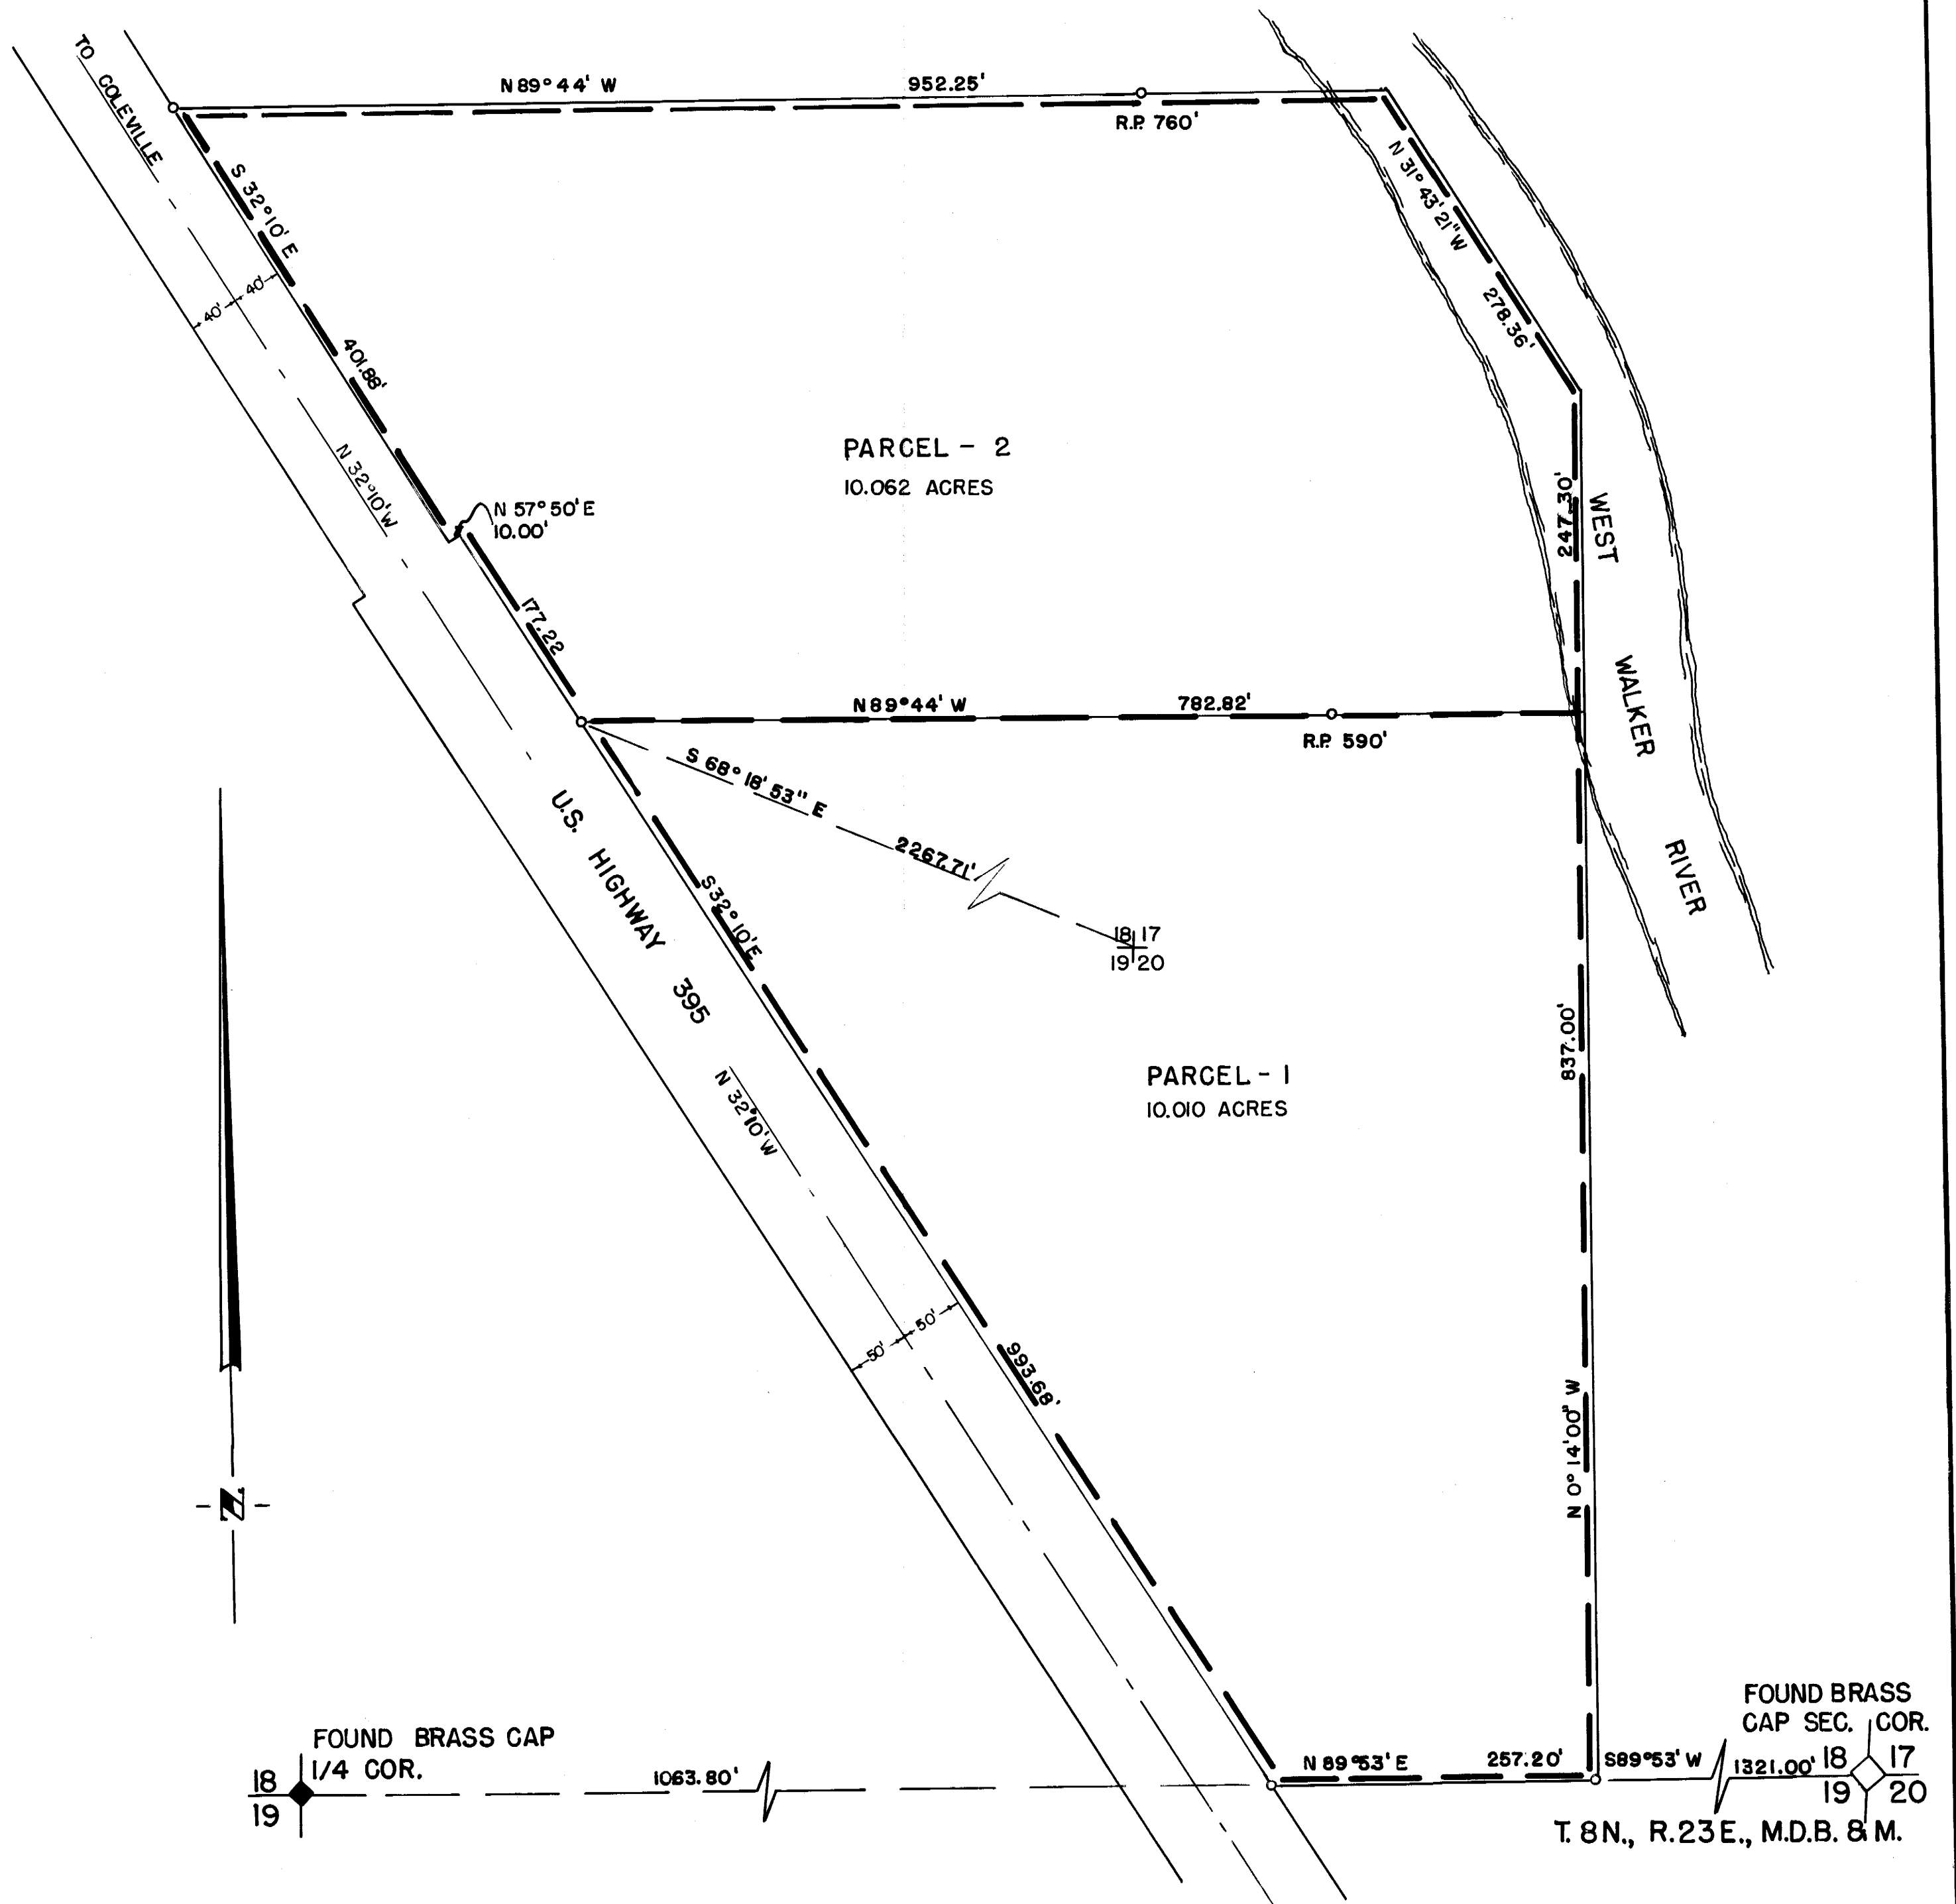 TO COLEVILLE
N 89° 44' W 952.25'
R.P. 760'
S 32° 10' E
N 31° 43' 21" W
40' 40'
278.36'
401.88'
N 32° 10' W
PARCEL - 2
10.062 ACRES
247.30'
WEST WALKER RIVER
N 57° 50' E
10.00'
177.22
N 89° 44' W 782.82'
R.P. 590'
S 68° 18' 53" E 2267.71'
U.S. HIGHWAY 395
S 32° 10' E
18 17
19 20
837.00'
PARCEL - 1
10.010 ACRES
N 32° 10' W
50' 50'
993.68'
N 0° 14' 00" W
N
FOUND BRASS CAP
1/4 COR.
18
19
1063.80'
N 89° 53' E 257.20'
S 89° 53' W 1321.00'
FOUND BRASS
CAP SEC. COR.
18 17
19 20
T. 8 N., R. 23 E., M.D.B. & M.